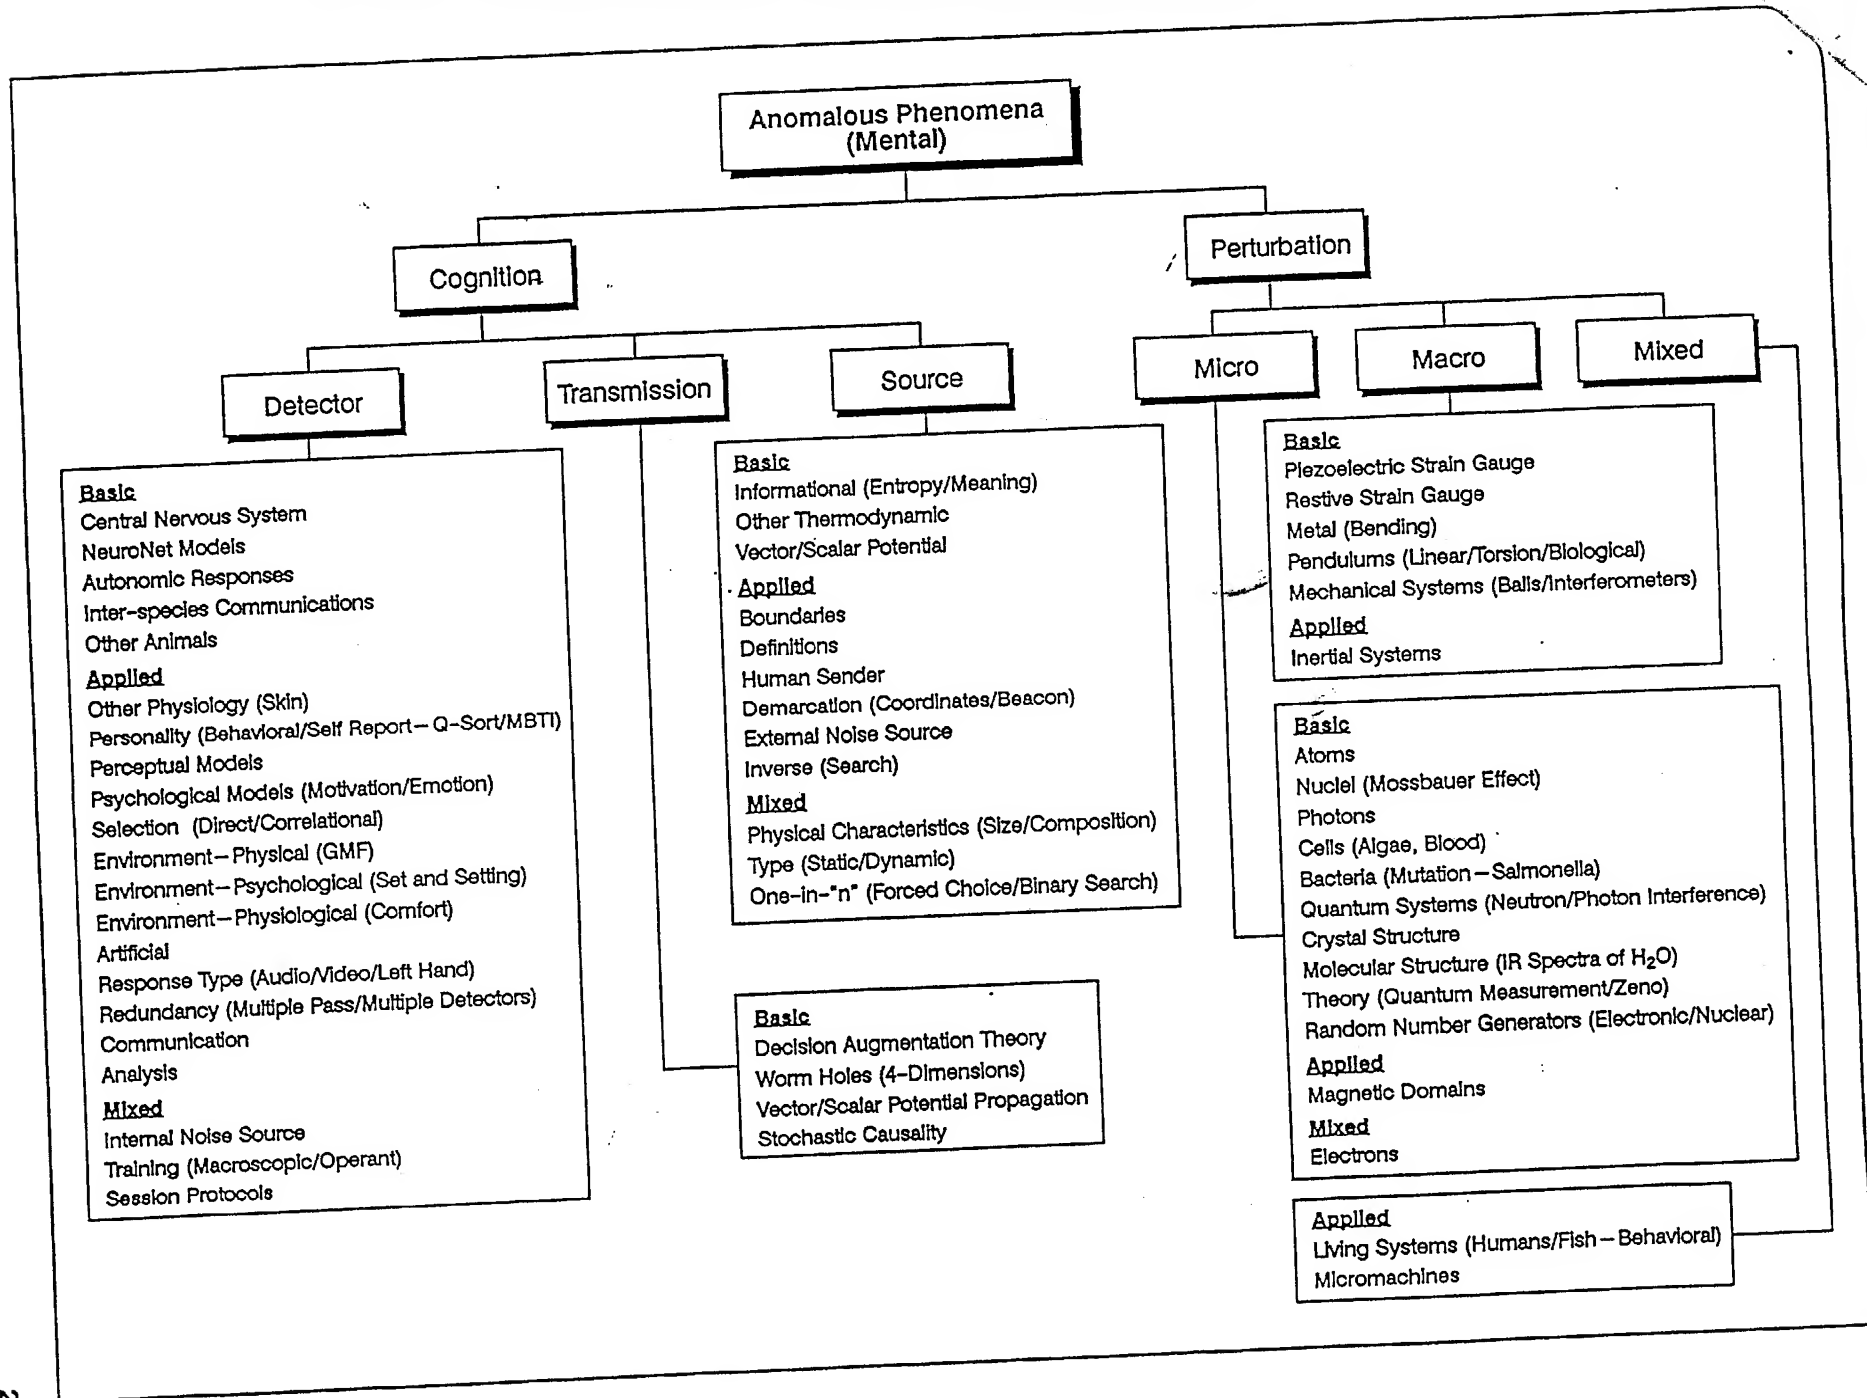 Anomalous Phenomena
(Mental)
Cognition
Perturbation
Detector
Transmission
Source
Micro
Macro
Mixed
Basic
Central Nervous System
NeuroNet Models
Autonomic Responses
Inter-species Communications
Other Animals
Applied
Other Physiology (Skin)
Personality (Behavioral/Self Report—Q-Sort/MBTI)
Perceptual Models
Psychological Models (Motivation/Emotion)
Selection (Direct/Correlational)
Environment—Physical (GMF)
Environment—Psychological (Set and Setting)
Environment—Physiological (Comfort)
Artificial
Response Type (Audio/Video/Left Hand)
Redundancy (Multiple Pass/Multiple Detectors)
Communication
Analysis
Mixed
Internal Noise Source
Training (Macroscopic/Operant)
Session Protocols
Basic
Informational (Entropy/Meaning)
Other Thermodynamic
Vector/Scalar Potential
Applied
Boundaries
Definitions
Human Sender
Demarcation (Coordinates/Beacon)
External Noise Source
Inverse (Search)
Mixed
Physical Characteristics (Size/Composition)
Type (Static/Dynamic)
One-in-"n" (Forced Choice/Binary Search)
Basic
Decision Augmentation Theory
Worm Holes (4-Dimensions)
Vector/Scalar Potential Propagation
Stochastic Causality
Basic
Piezoelectric Strain Gauge
Restive Strain Gauge
Metal (Bending)
Pendulums (Linear/Torsion/Biological)
Mechanical Systems (Balls/Interferometers)
Applied
Inertial Systems
Basic
Atoms
Nuclei (Mossbauer Effect)
Photons
Cells (Algae, Blood)
Bacteria (Mutation—Salmonella)
Quantum Systems (Neutron/Photon Interference)
Crystal Structure
Molecular Structure (IR Spectra of H₂O)
Theory (Quantum Measurement/Zeno)
Random Number Generators (Electronic/Nuclear)
Applied
Magnetic Domains
Mixed
Electrons
Applied
Living Systems (Humans/Fish—Behavioral)
Micromachines